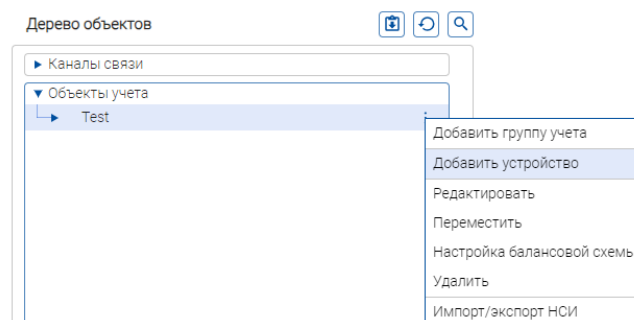 Дерево объектов
Каналы связи
Объекты учета
Test
Добавить группу учета
Добавить устройство
Редактировать
Переместить
Настройка балансовой схемы
Удалить
Импорт/экспорт НСИ